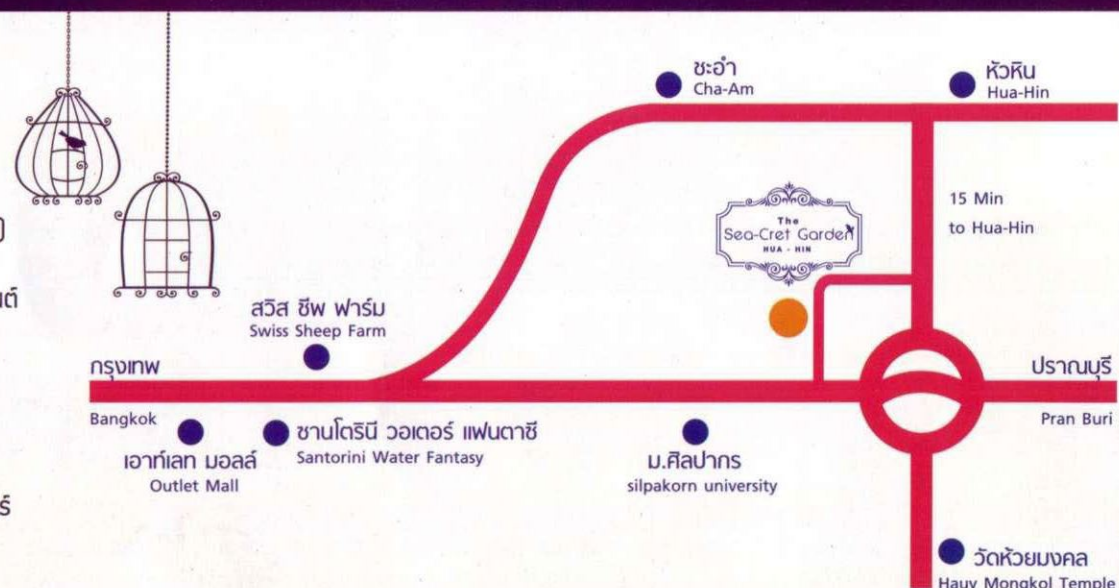 ชะอำ
Cha-Am
หัวหิน
Hua-Hin
The
Sea-Cret Garden
HUA - HIN
15 Min
to Hua-Hin
สวิส ชีพ ฟาร์ม
Swiss Sheep Farm
กรุงเทพ
Bangkok
ปราณบุรี
Pran Buri
เอาท์เลท มอลล์
Outlet Mall
ซานโตรินี วอเตอร์ แฟนตาซี
Santorini Water Fantasy
ม.ศิลปากร
silpakorn university
วัดห้วยมงคล
Hauy Mongkol Temple